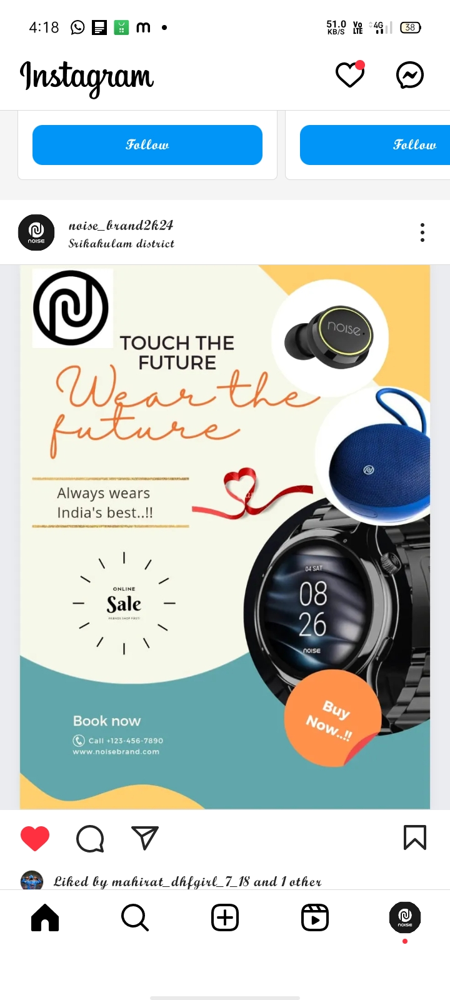 4:18
51.0
KB/S
Vo
LTE
4G
38
Instagram
Follow
Follow
noise_brand2k24
Srikakulam district
NOISE
noise
TOUCH THE
FUTURE
Wear the
future
Always wears
India's best..!!
ONLINE
Sale
FRIENDS SHOP FIRST!
04 SAT
08
26
NOISE
Buy
Now..!!
Book now
Call +123-456-7890
www.noisebrand.com
Liked by mahirat_dhfgirl_7_18 and 1 other
NOISE